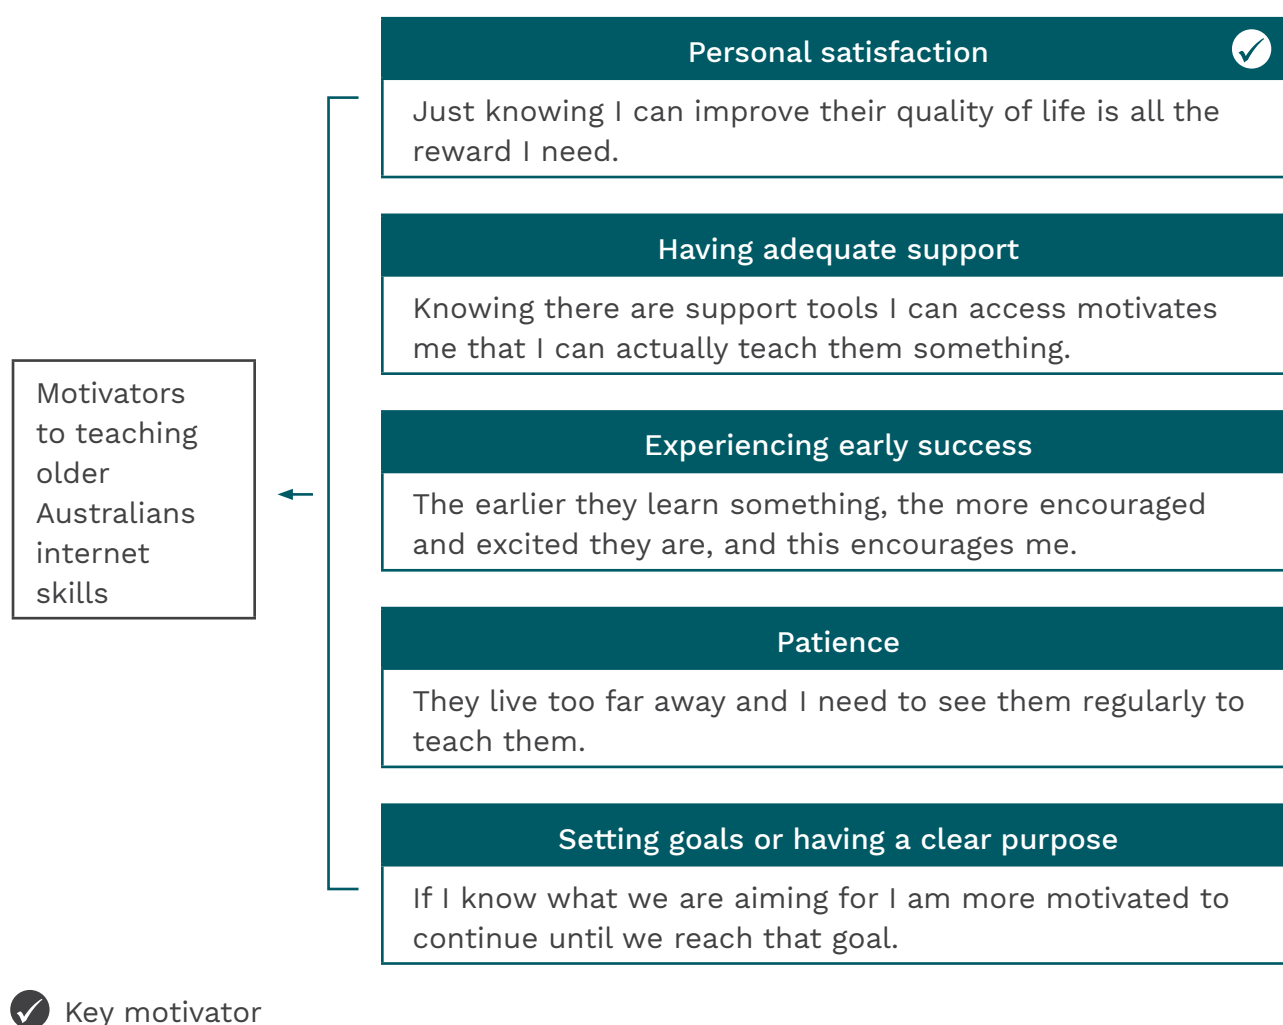 Personal satisfaction
Just knowing I can improve their quality of life is all the
reward I need.
Having adequate support
Knowing there are support tools I can access motivates
me that I can actually teach them something.
Motivators
to teaching
older
Australians
internet
skills
Experiencing early success
The earlier they learn something, the more encouraged
and excited they are, and this encourages me.
Patience
They live too far away and I need to see them regularly to
teach them.
Setting goals or having a clear purpose
If I know what we are aiming for I am more motivated to
continue until we reach that goal.
Key motivator